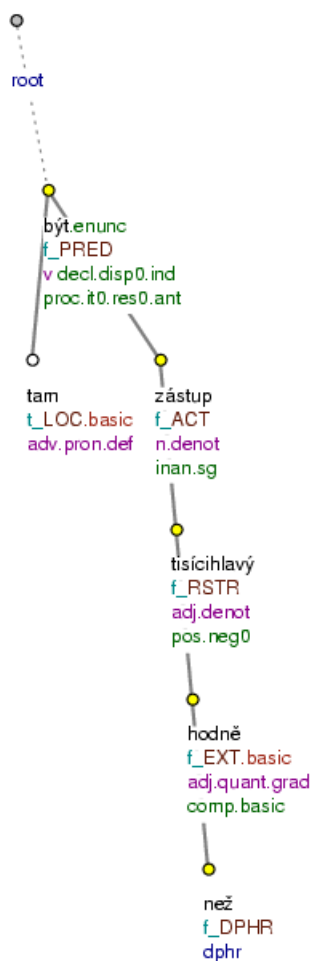 root
být.enunc
f_PRED
v decl.disp0.ind
proc.it0.res0.ant
tam
t_LOC.basic
adv.pron.def
zástup
f_ACT
n.denot
inan.sg
tisícihlavý
f_RSTR
adj.denot
pos.neg0
hodně
f_EXT.basic
adj.quant.grad
comp.basic
než
f_DPHR
dphr